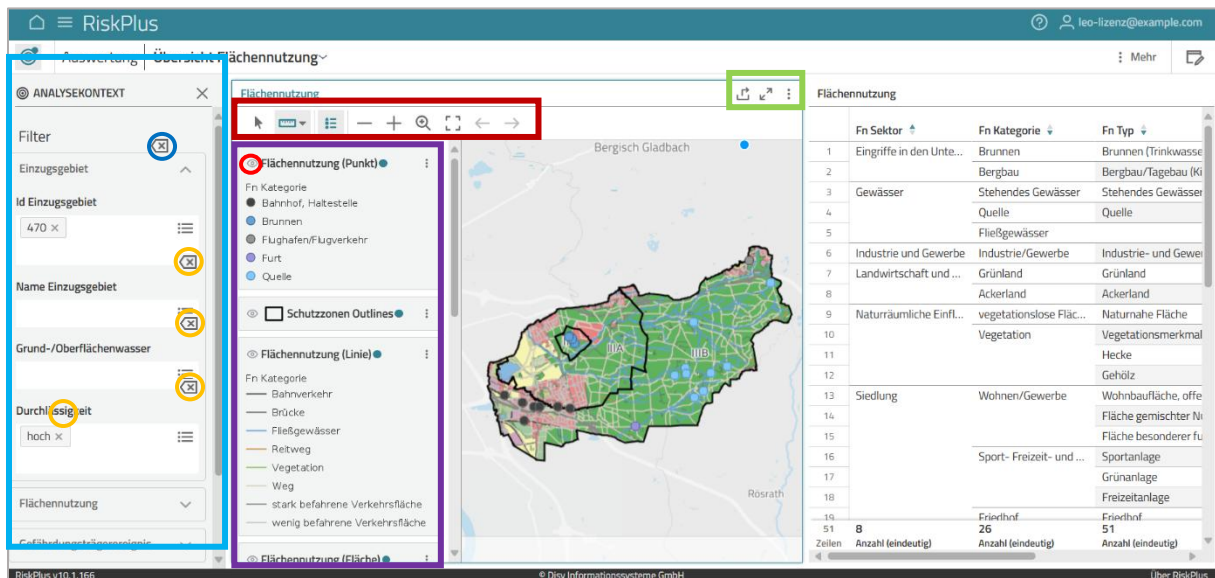 RiskPlus
leo-lizenz@example.com
Auswertung Übersicht Flächennutzung
Mehr
ANALYSEKONTEXT
Filter
Einzugsgebiet
Id Einzugsgebiet
470 ×
Name Einzugsgebiet
Grund-/Oberflächenwasser
Durchlässigkeit
hoch ×
Flächennutzung
Gefährdungsträgerereignis
Flächennutzung
Flächennutzung (Punkt)
Fn Kategorie
Bahnhof, Haltestelle
Brunnen
Flughafen/Flugverkehr
Furt
Quelle
Schutzzonen Outlines
Flächennutzung (Linie)
Fn Kategorie
Bahnverkehr
Brücke
Fließgewässer
Reitweg
Vegetation
Weg
stark befahrene Verkehrsfläche
wenig befahrene Verkehrsfläche
Flächennutzung (Fläche)
Bergisch Gladbach
IIIA
IIIB
Rösrath
Flächennutzung
Fn Sektor Fn Kategorie Fn Typ
1 Eingriffe in den Unte... Brunnen Brunnen (Trinkwasse
2 Bergbau Bergbau/Tagebau (Ki
3 Gewässer Stehendes Gewässer Stehendes Gewässer
4 Quelle Quelle
5 Fließgewässer
6 Industrie und Gewerbe Industrie/Gewerbe Industrie- und Gewer
7 Landwirtschaft und ... Grünland Grünland
8 Ackerland Ackerland
9 Naturräumliche Einfl... vegetationslose Fläc... Naturnahe Fläche
10 Vegetation Vegetationsmerkmal
11 Hecke
12 Gehölz
13 Siedlung Wohnen/Gewerbe Wohnbaufläche, offe
14 Fläche gemischter Nu
15 Fläche besonderer fu
16 Sport- Freizeit- und ... Sportanlage
17 Grünanlage
18 Freizeitanlage
19 Friedhof Friedhof
51 8 26 51
Zeilen Anzahl (eindeutig) Anzahl (eindeutig) Anzahl (eindeutig)
RiskPlus v10.1.166 © Disy Informationssysteme GmbH Über RiskPlus